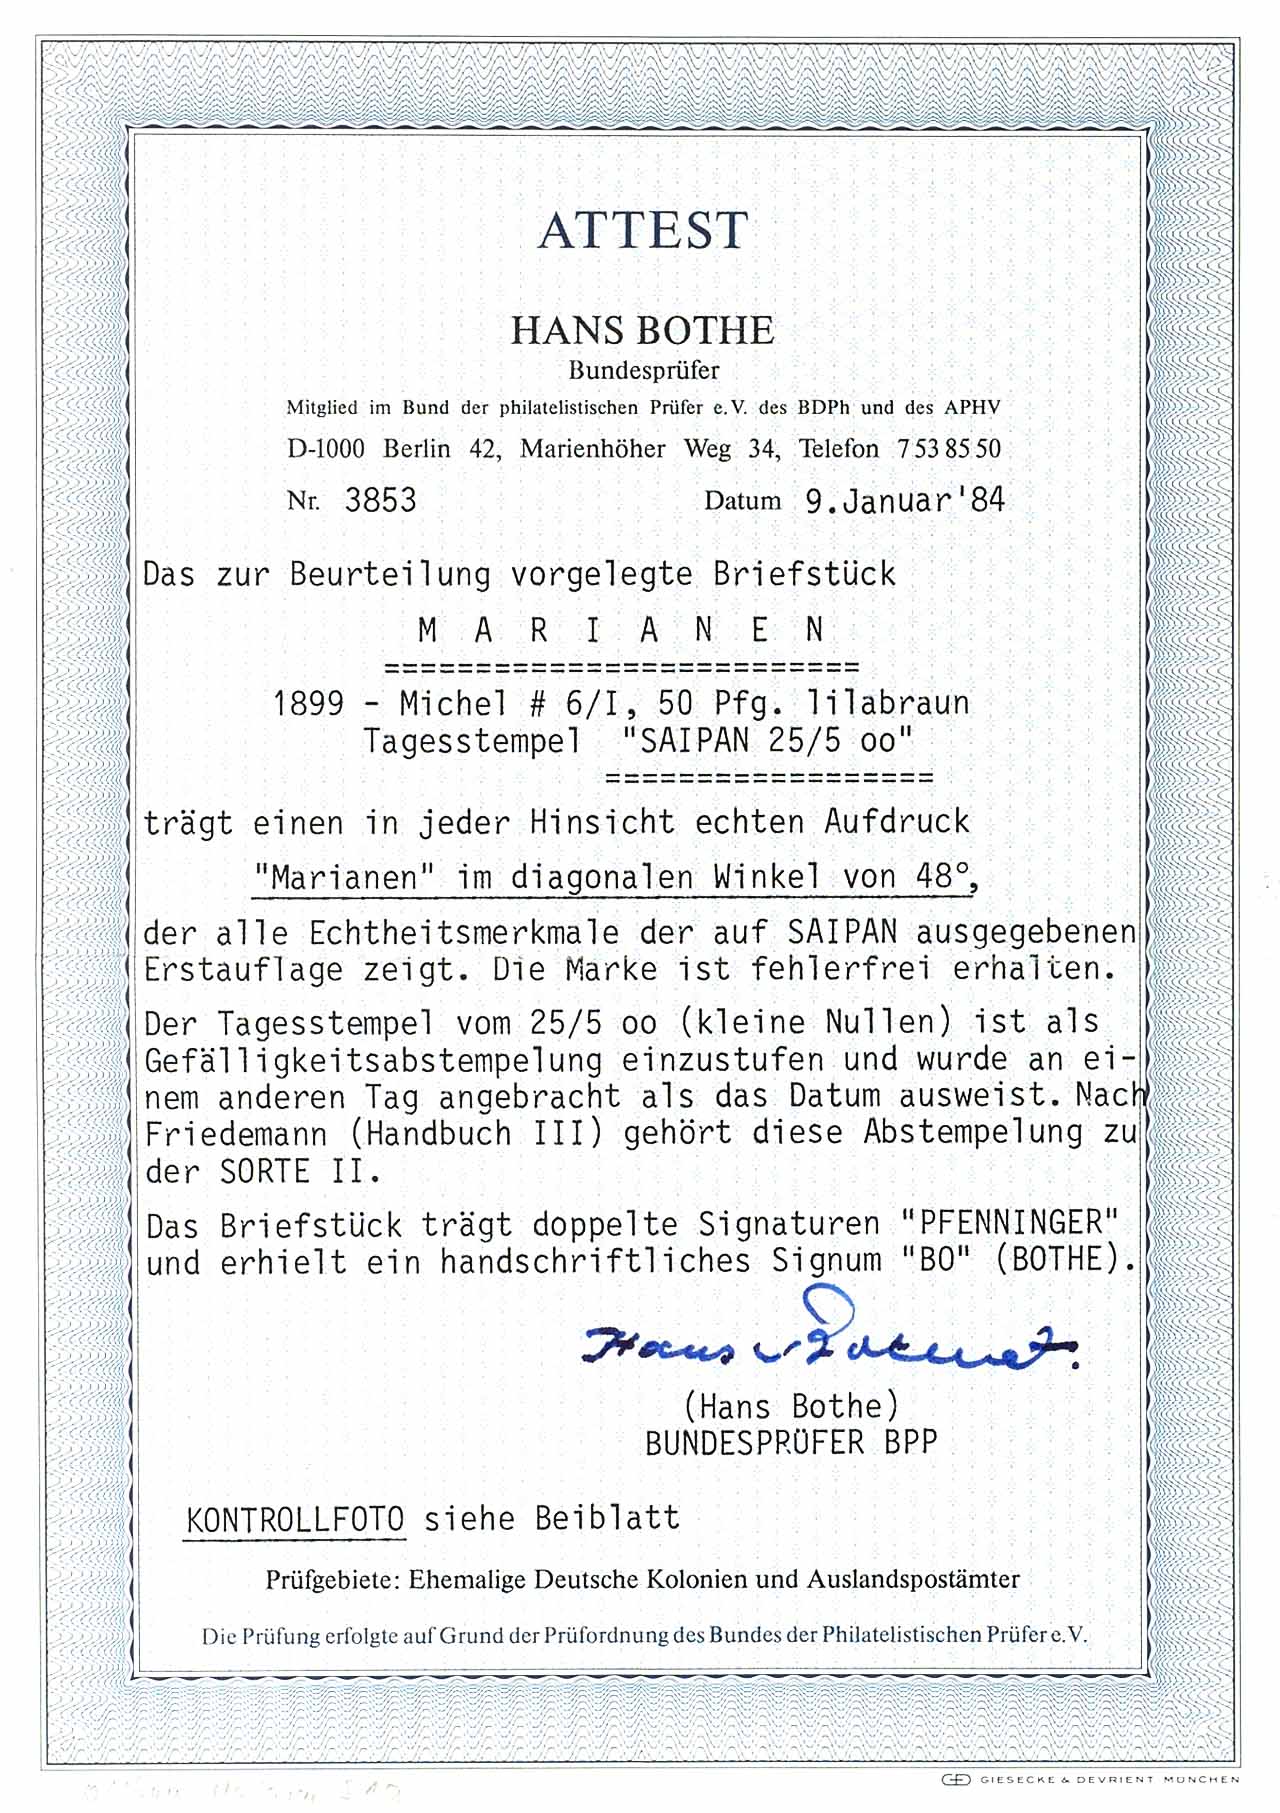 ATTEST
HANS BOTHE
Bundesprüfer
Mitglied im Bund der philatelistischen Prüfer e.V. des BDPh und des APHV
D-1000 Berlin 42, Marienhöher Weg 34, Telefon 7 53 85 50
Nr. 3853 Datum 9.Januar'84
Das zur Beurteilung vorgelegte Briefstück
M A R I A N E N
==========================
1899 - Michel # 6/I, 50 Pfg. lilabraun
Tagesstempel "SAIPAN 25/5 oo"
==================
trägt einen in jeder Hinsicht echten Aufdruck
"Marianen" im diagonalen Winkel von 48°,
der alle Echtheitsmerkmale der auf SAIPAN ausgegebenen
Erstauflage zeigt. Die Marke ist fehlerfrei erhalten.
Der Tagesstempel vom 25/5 oo (kleine Nullen) ist als
Gefälligkeitsabstempelung einzustufen und wurde an ei-
nem anderen Tag angebracht als das Datum ausweist. Nach
Friedemann (Handbuch III) gehört diese Abstempelung zu
der SORTE II.
Das Briefstück trägt doppelte Signaturen "PFENNINGER"
und erhielt ein handschriftliches Signum "BO" (BOTHE).
Hans
(Hans Bothe)
BUNDESPRÜFER BPP
KONTROLLFOTO siehe Beiblatt
Prüfgebiete: Ehemalige Deutsche Kolonien und Auslandspostämter
Die Prüfung erfolgte auf Grund der Prüfordnung des Bundes der Philatelistischen Prüfer e.V.
GIESECKE & DEVRIENT MÜNCHEN